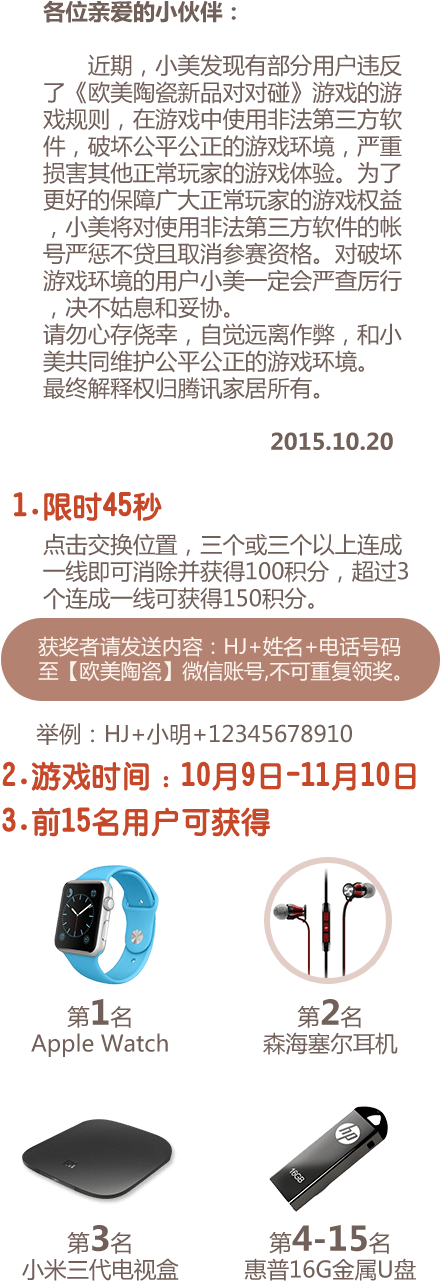 各位亲爱的小伙伴：
近期，小美发现有部分用户违反
了《欧美陶瓷新品对对碰》游戏的游
戏规则，在游戏中使用非法第三方软
件，破坏公平公正的游戏环境，严重
损害其他正常玩家的游戏体验。为了
更好的保障广大正常玩家的游戏权益
，小美将对使用非法第三方软件的帐
号严惩不贷且取消参赛资格。对破坏
游戏环境的用户小美一定会严查厉行
，决不姑息和妥协。
请勿心存侥幸，自觉远离作弊，和小
美共同维护公平公正的游戏环境。
最终解释权归腾讯家居所有。
2015.10.20
1.限时45秒
点击交换位置，三个或三个以上连成
一线即可消除并获得100积分，超过3
个连成一线可获得150积分。
获奖者请发送内容：HJ+姓名+电话号码
至【欧美陶瓷】微信账号,不可重复领奖。
举例：HJ+小明+12345678910
2.游戏时间：10月9日-11月10日
3.前15名用户可获得
第1名
Apple Watch
第2名
森海塞尔耳机
mi
hp
16GB
第3名
小米三代电视盒
第4-15名
惠普16G金属U盘